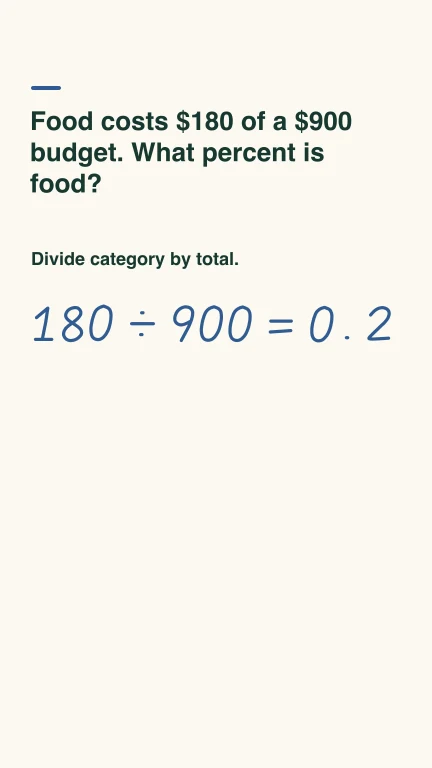 Food costs $180 of a $900
budget. What percent is
food?
Divide category by total.
180 ÷ 900 = 0.2